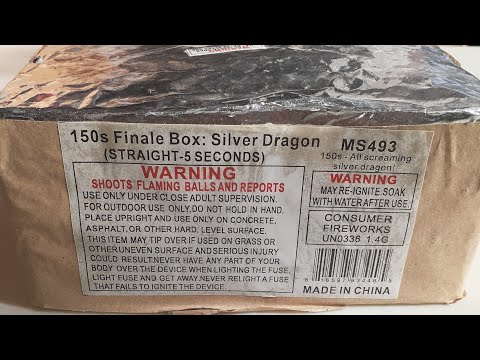 150s Finale Box: Silver Dragon
(STRAIGHT-5 SECONDS)
WARNING
SHOOTS FLAMING BALLS AND REPORTS
USE ONLY UNDER CLOSE ADULT SUPERVISION.
FOR OUTDOOR USE ONLY, DO NOT HOLD IN HAND.
PLACE UPRIGHT AND USE ONLY ON CONCRETE,
ASPHALT, OR OTHER HARD, LEVEL SURFACE.
THIS ITEM MAY TIP OVER IF USED ON GRASS OR
OTHER UNEVEN SURFACE AND SERIOUS INJURY
COULD RESULT. NEVER HAVE ANY PART OF YOUR
BODY OVER THE DEVICE WHEN LIGHTING THE FUSE.
LIGHT FUSE AND GET AWAY. NEVER RELIGHT A FUSE
THAT FAILS TO IGNITE THE DEVICE.
MS493
150s - All screaming
silver dragon!
WARNING
MAY RE-IGNITE SOAK
WITH WATER AFTER USE.
CONSUMER
FIREWORKS
UN0336 1.4G
MADE IN CHINA